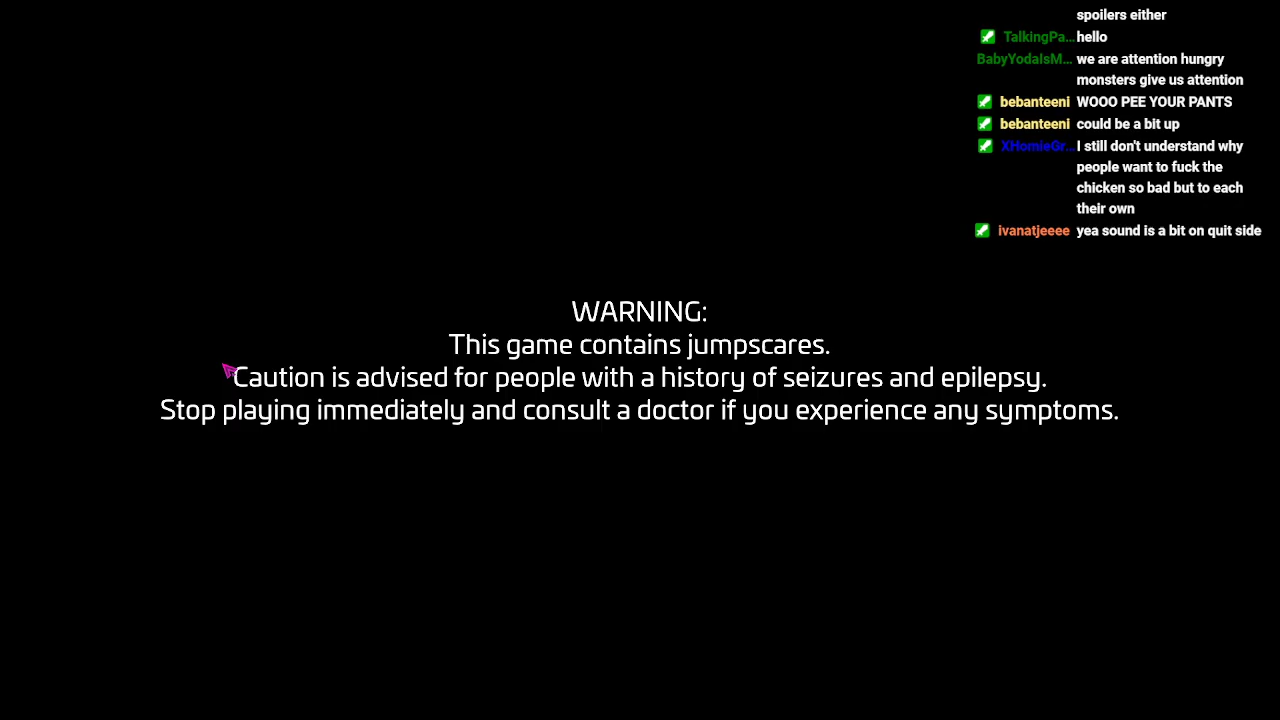 spoilers either
TalkingPa... hello
BabyYodaIsM... we are attention hungry
monsters give us attention
bebanteeni WOOO PEE YOUR PANTS
bebanteeni could be a bit up
XHomieGr... I still don't understand why
people want to fuck the
chicken so bad but to each
their own
ivanatjeeee yea sound is a bit on quit side
WARNING:
This game contains jumpscares.
Caution is advised for people with a history of seizures and epilepsy.
Stop playing immediately and consult a doctor if you experience any symptoms.